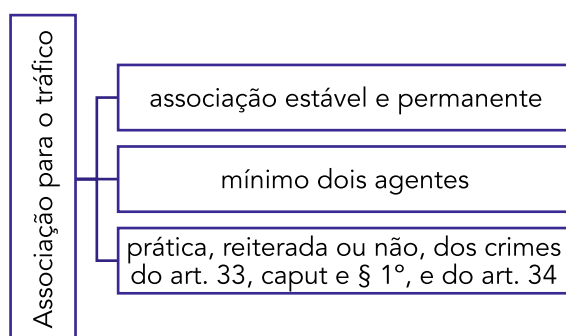 Associação para o tráfico
associação estável e permanente
mínimo dois agentes
prática, reiterada ou não, dos crimes
do art. 33, caput e § 1º, e do art. 34